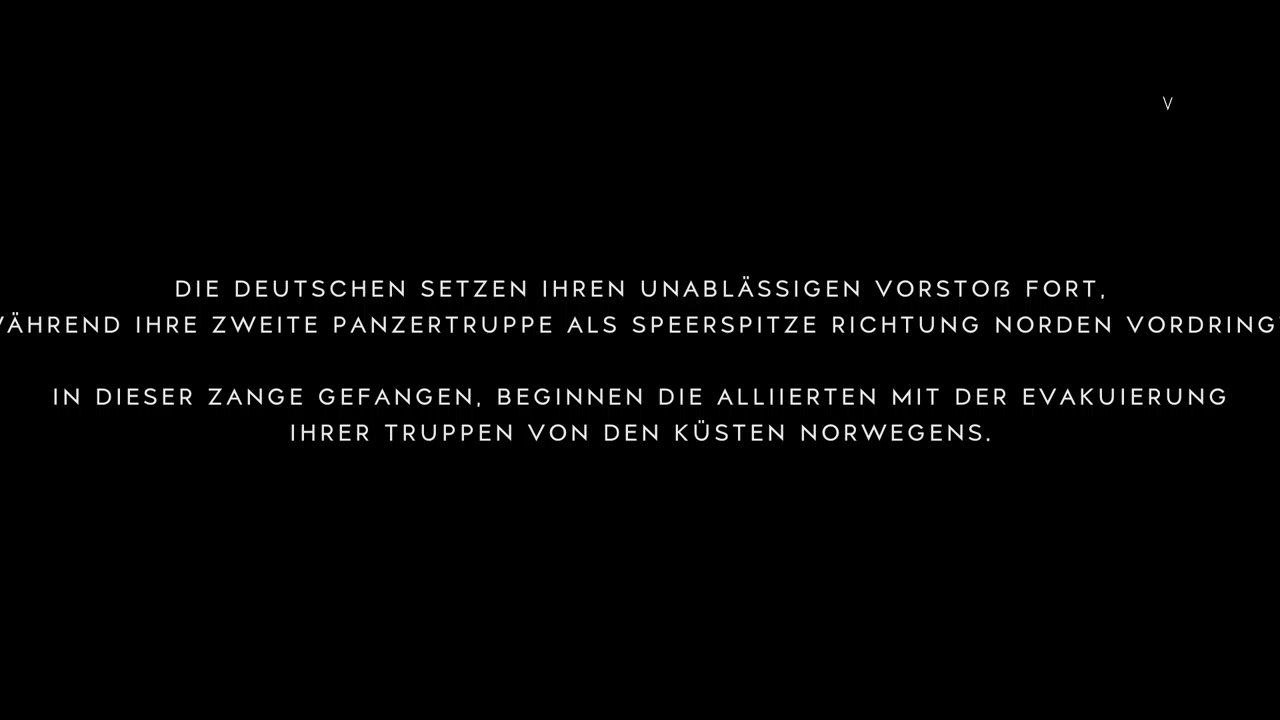 V
DIE DEUTSCHEN SETZEN IHREN UNABLÄSSIGEN VORSTOß FORT,
WÄHREND IHRE ZWEITE PANZERTRUPPE ALS SPEERSPITZE RICHTUNG NORDEN VORDRING
IN DIESER ZANGE GEFANGEN, BEGINNEN DIE ALLIIERTEN MIT DER EVAKUIERUNG
IHRER TRUPPEN VON DEN KÜSTEN NORWEGENS.